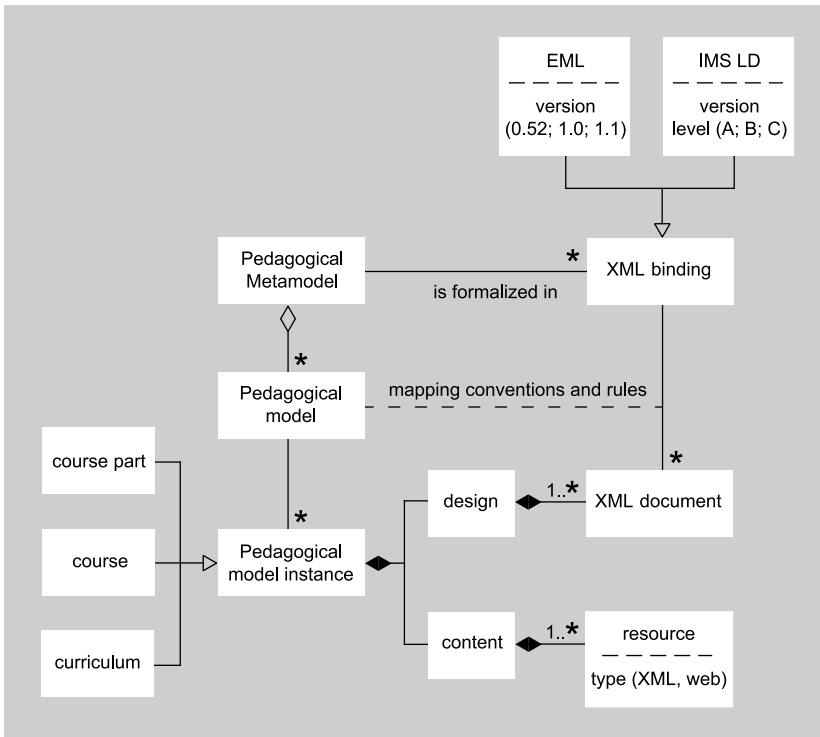 EML
version
(0.52; 1.0; 1.1)
IMS LD
version
level (A; B; C)
Pedagogical
Metamodel
*
is formalized in
XML binding
*
Pedagogical
model
mapping conventions and rules
course part
*
*
design
1..*
XML document
course
Pedagogical
model instance
curriculum
content
1..*
resource
type (XML, web)